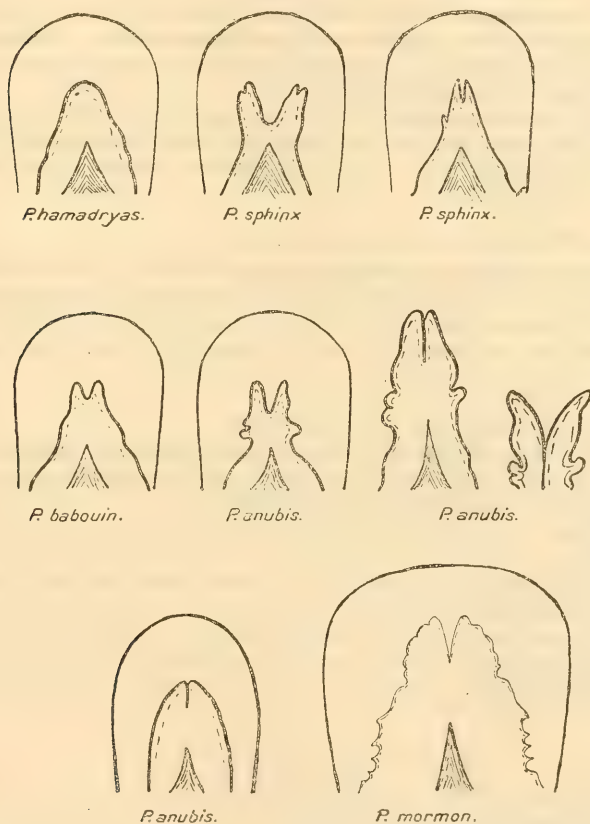 P. hamadryas.
P. sphinx
P. sphinx.
P. babouin.
P. anubis.
P. anubis.
P. anubis.
P. mormon.